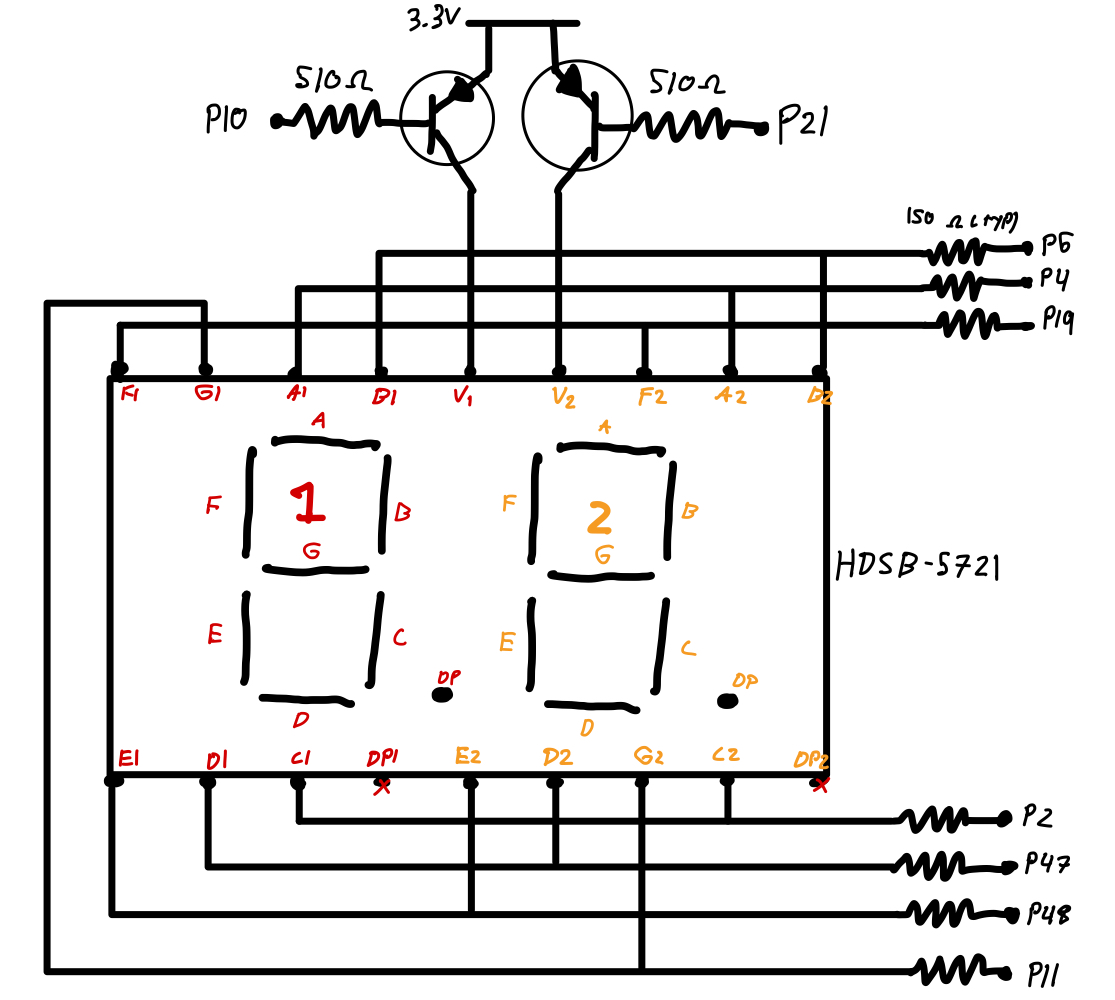 3.3V
510Ω 510Ω
P10 P21
150 Ω (typ)
P6
P4
P19
F1 G1 A1 B1 V1 V2 F2 A2 B2
A A
F 1 B F 2 B
G G
HDSB-5721
E C E C
DP DP
D D
E1 D1 C1 DP1 E2 D2 G2 C2 DP2
x x
P2
P47
P48
P11